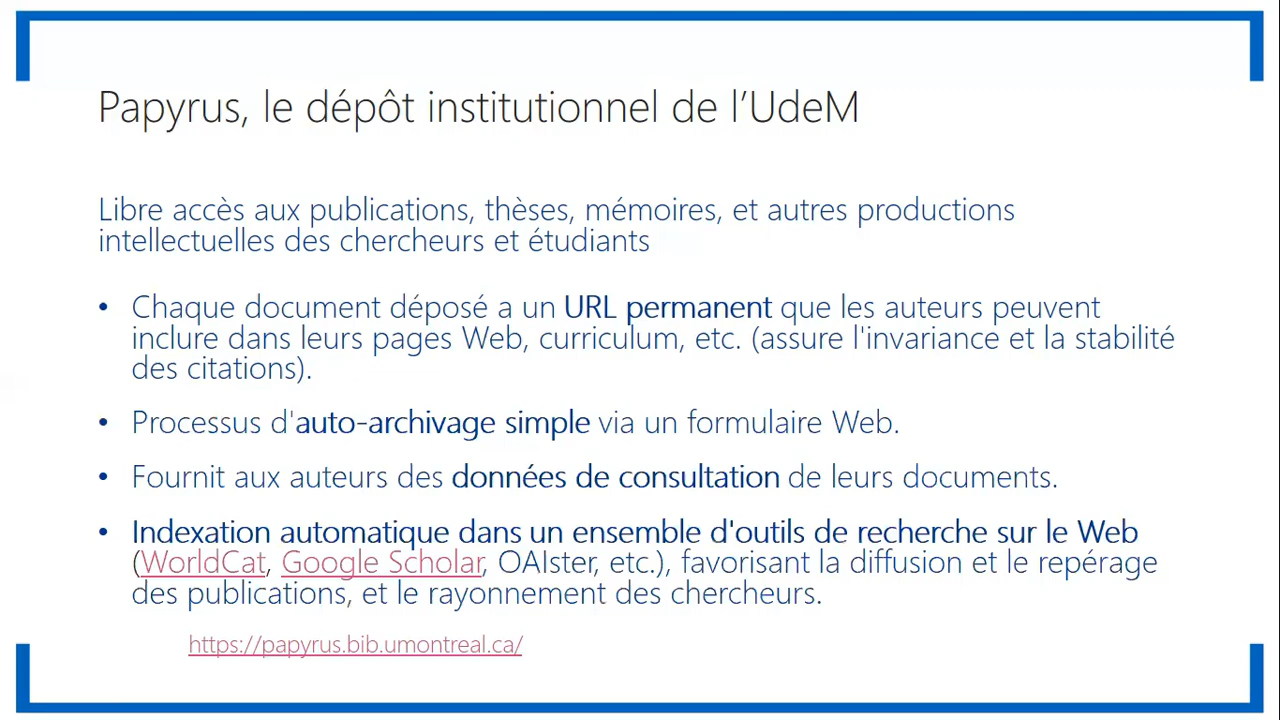 Papyrus, le dépôt institutionnel de l’UdeM
Libre accès aux publications, thèses, mémoires, et autres productions
intellectuelles des chercheurs et étudiants
• Chaque document déposé a un URL permanent que les auteurs peuvent
inclure dans leurs pages Web, curriculum, etc. (assure l'invariance et la stabilité
des citations).
• Processus d'auto-archivage simple via un formulaire Web.
• Fournit aux auteurs des données de consultation de leurs documents.
• Indexation automatique dans un ensemble d'outils de recherche sur le Web
(WorldCat, Google Scholar, OAIster, etc.), favorisant la diffusion et le repérage
des publications, et le rayonnement des chercheurs.
https://papyrus.bib.umontreal.ca/